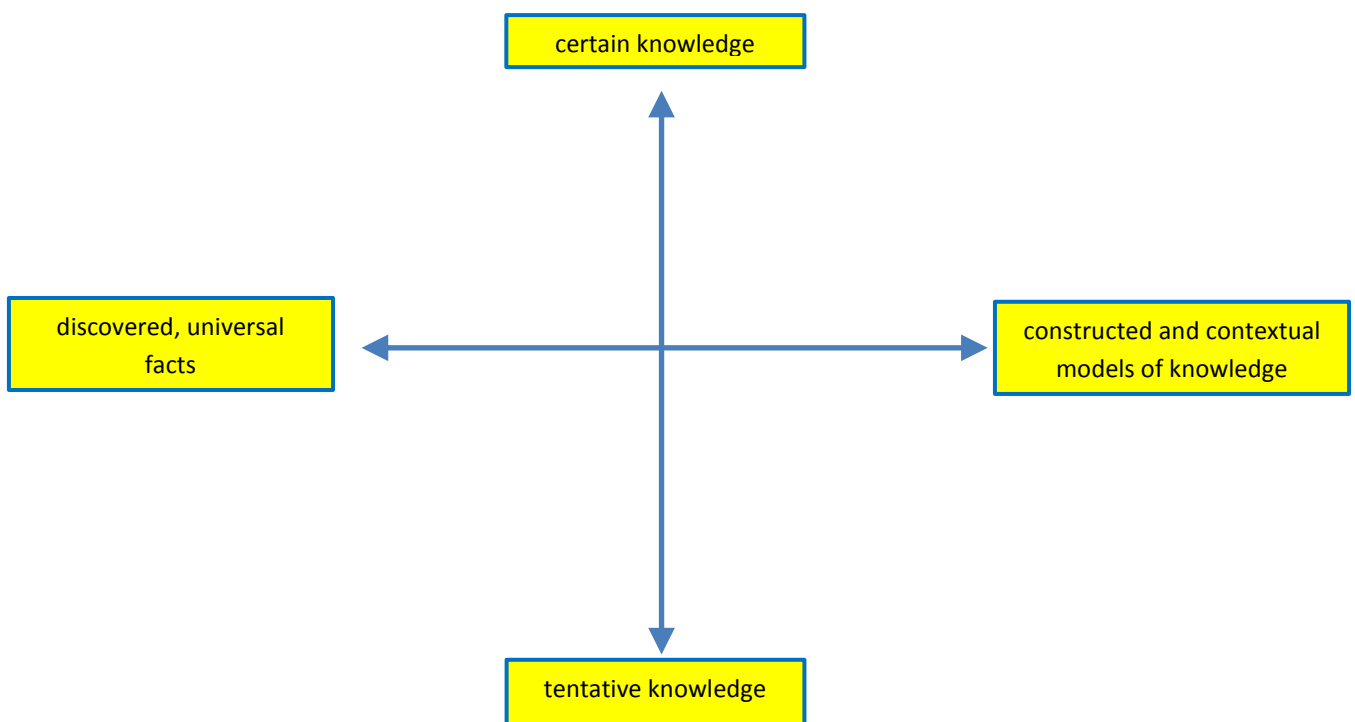 certain knowledge
discovered, universal
facts
constructed and contextual
models of knowledge
tentative knowledge